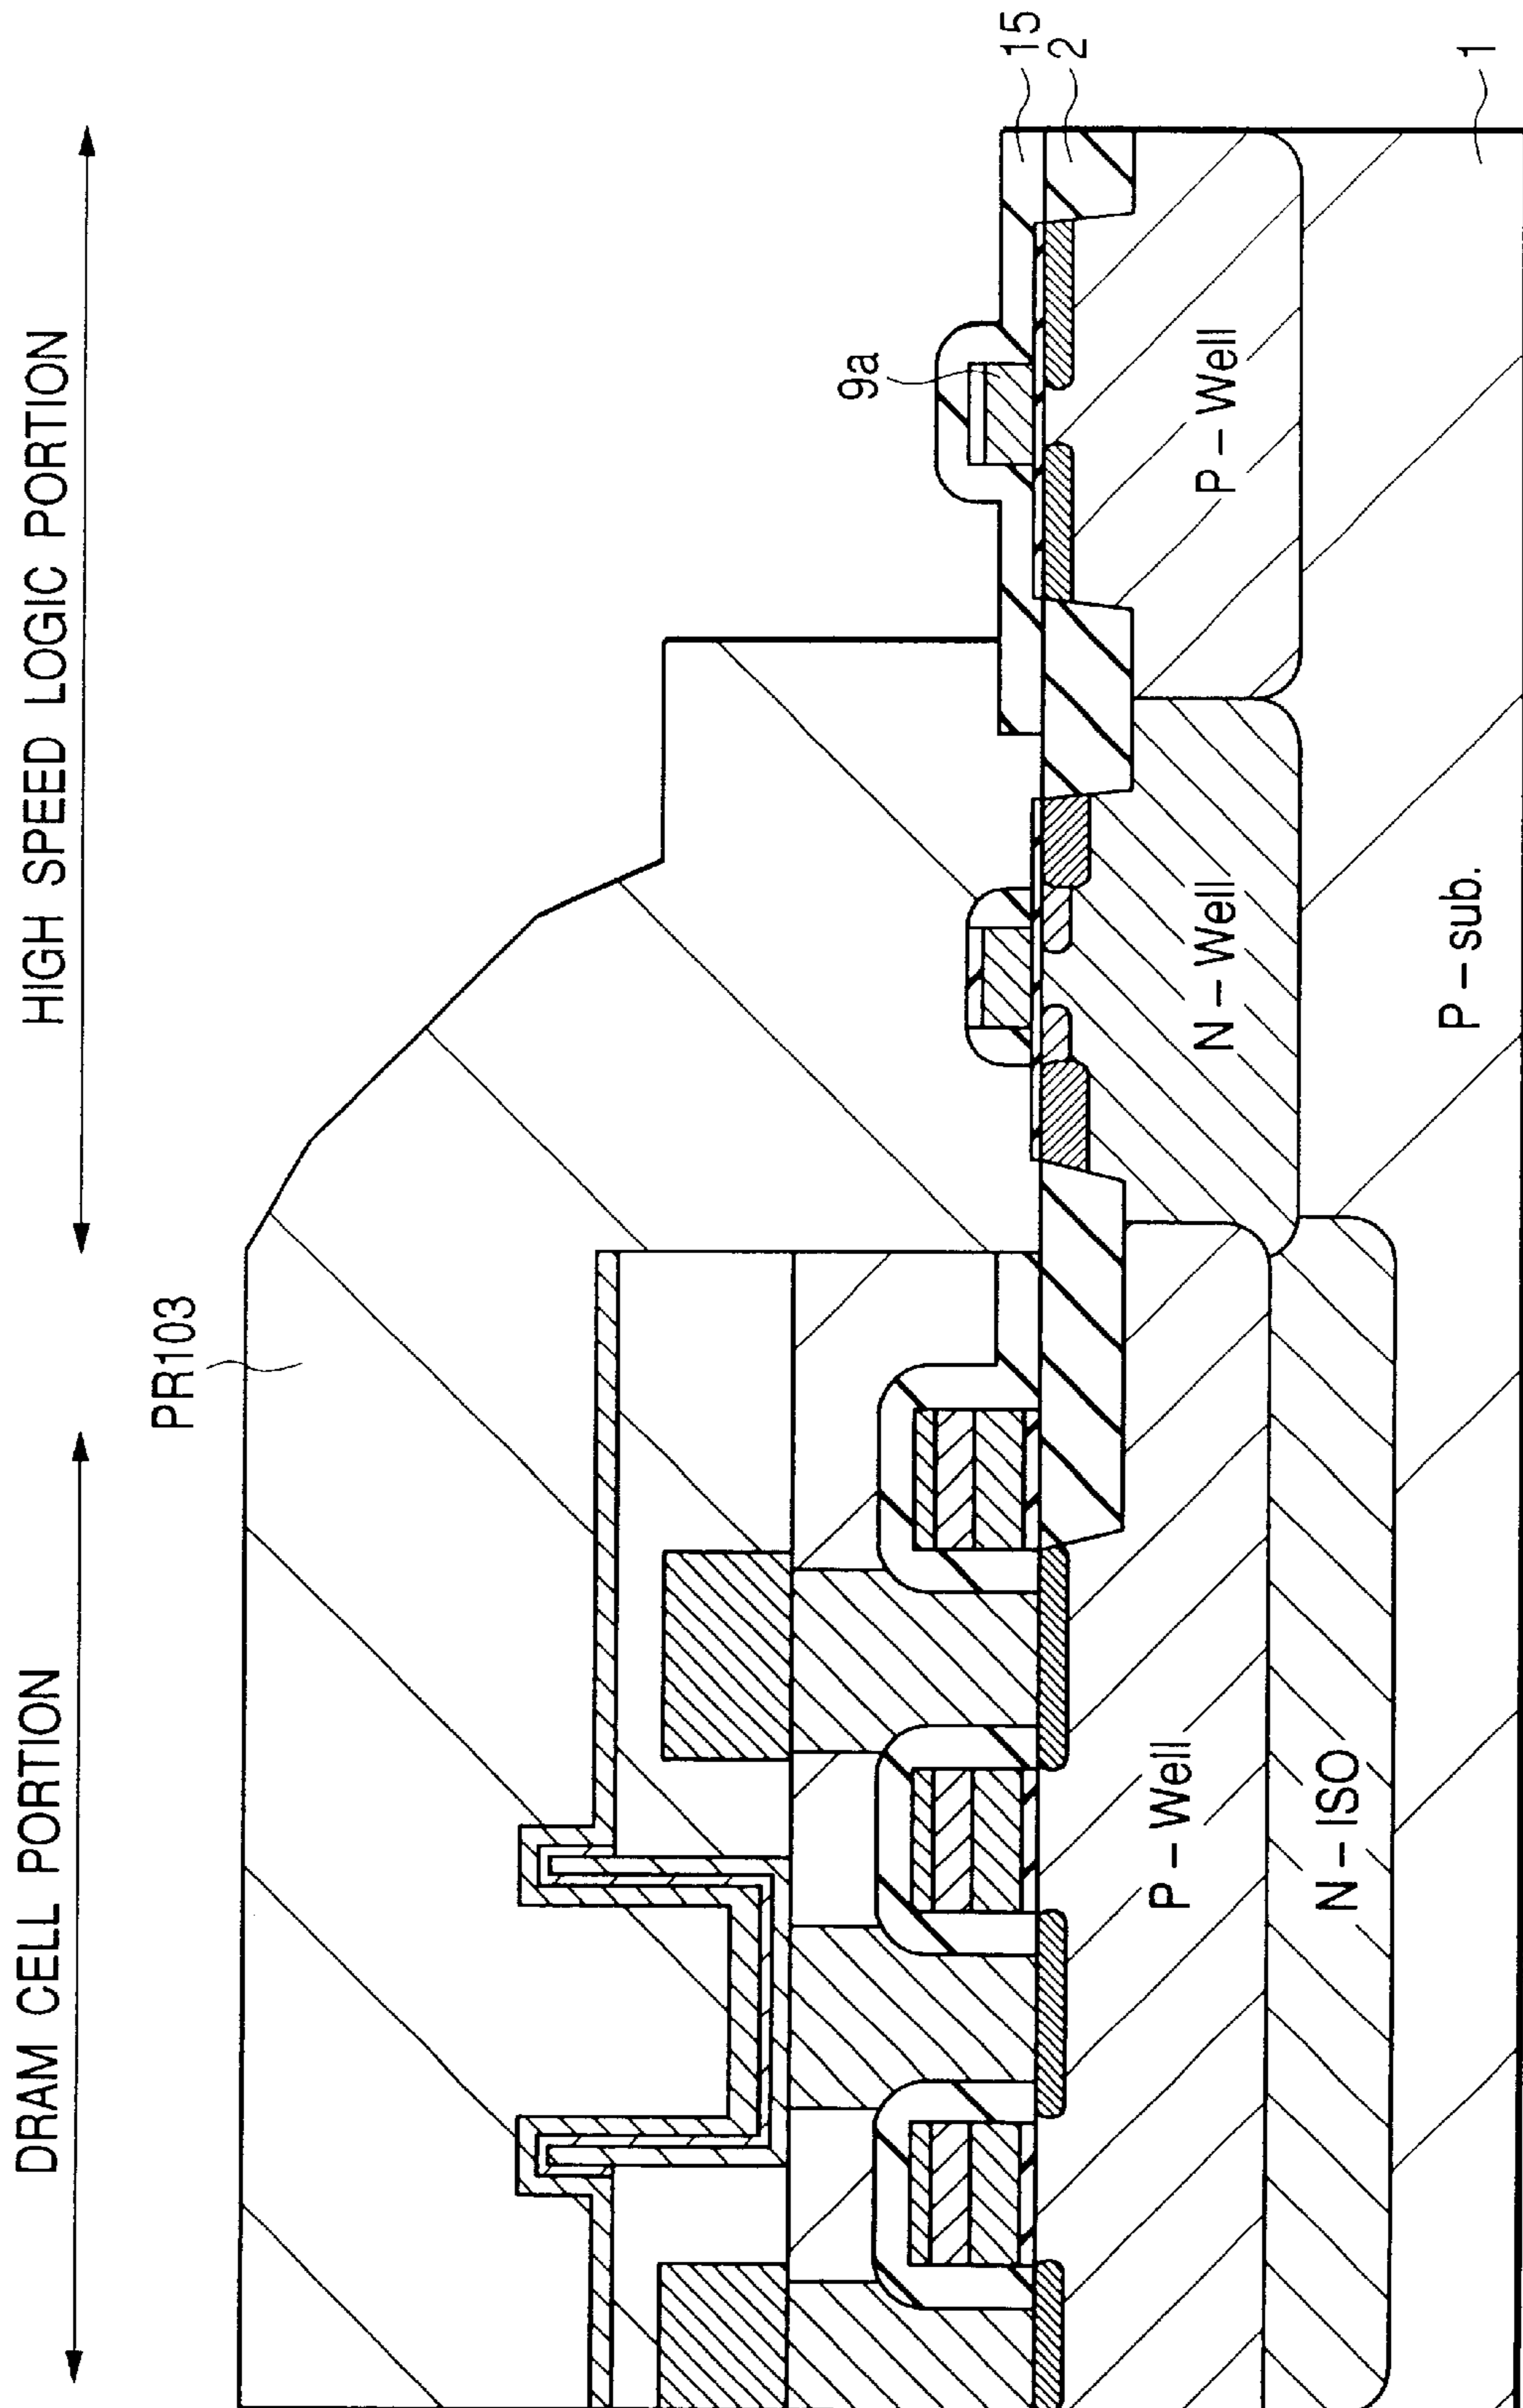 DRAM CELL PORTION
HIGH SPEED LOGIC PORTION
PR103
9a
15
2
P – Well
N – Well
P – Well
N – ISO
P – sub.
1